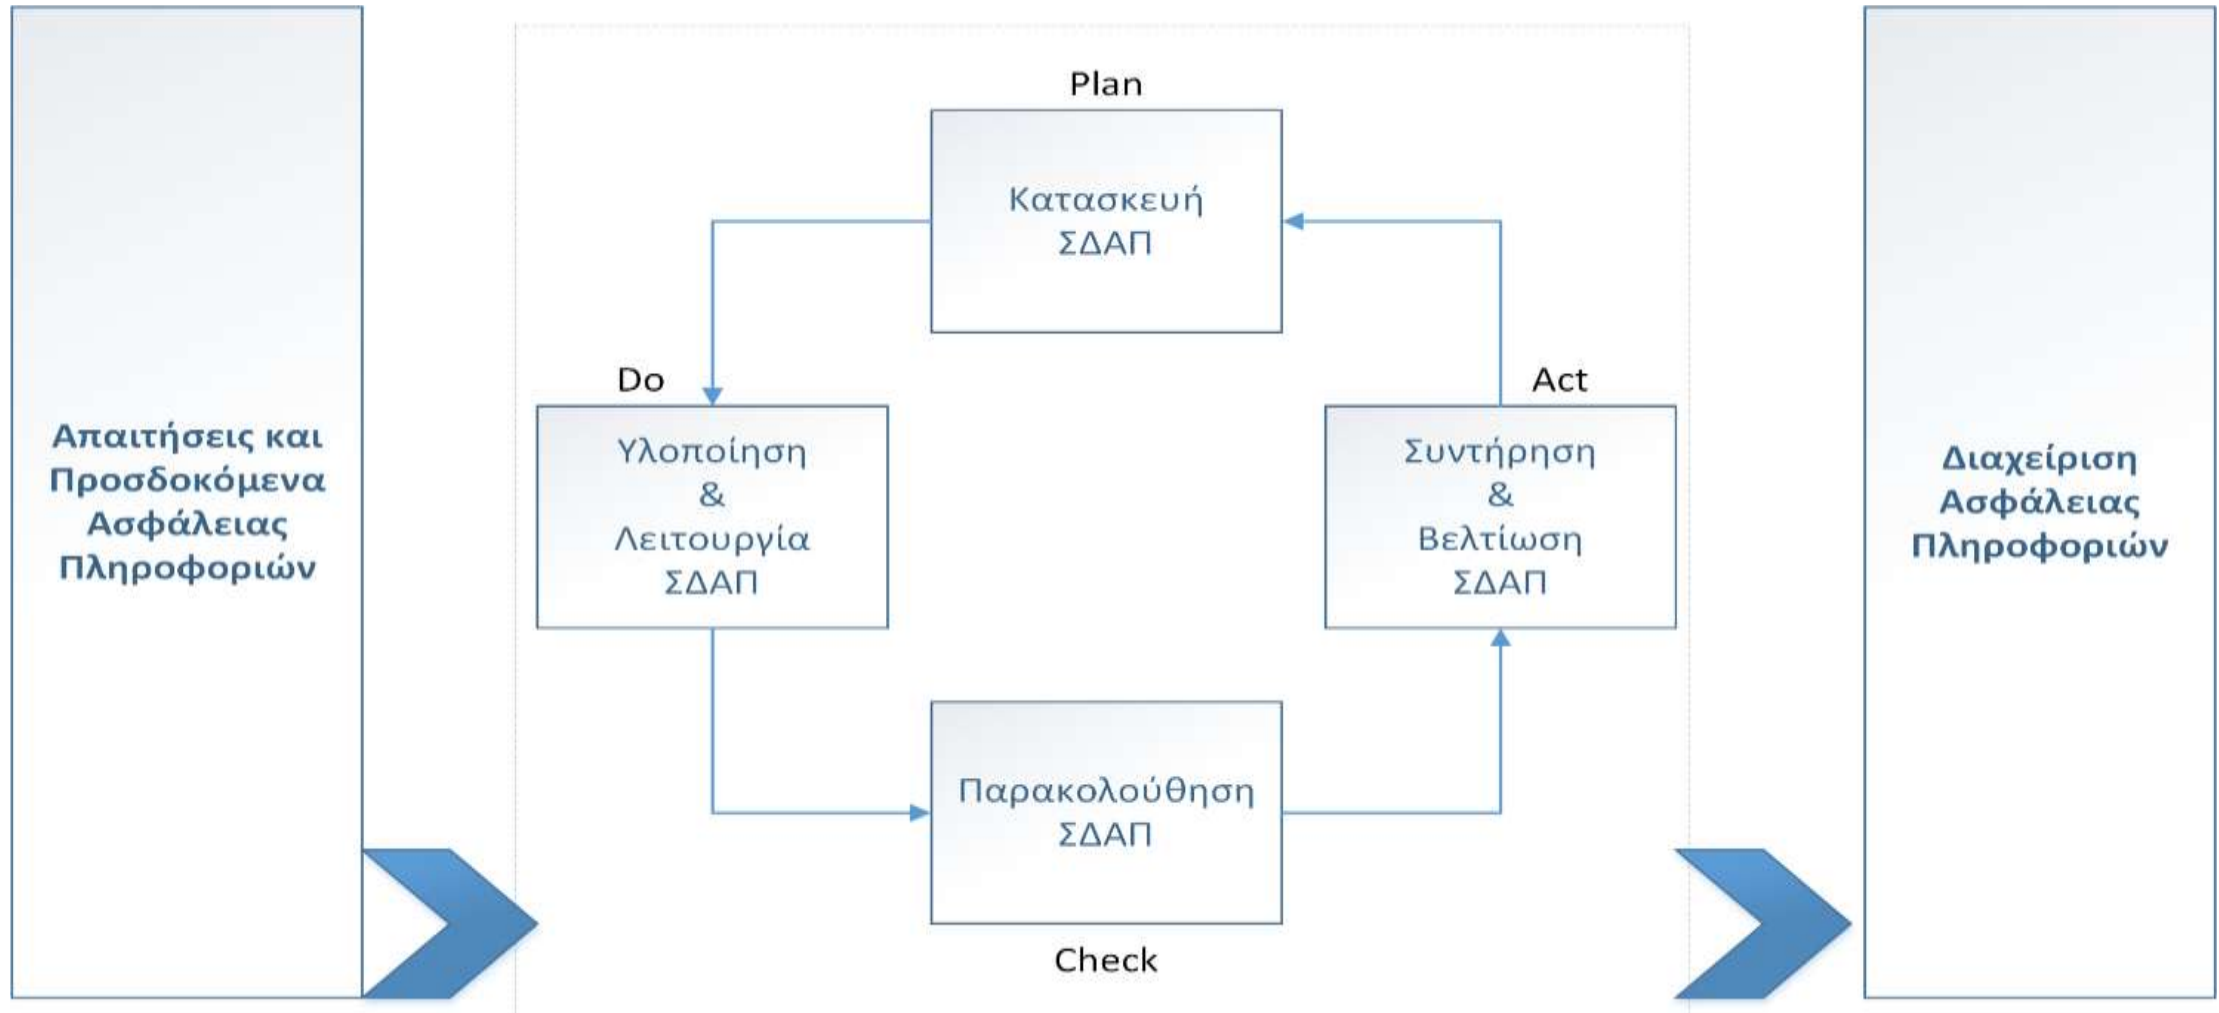 Απαιτήσεις και
Προσδοκόμενα
Ασφάλειας
Πληροφοριών
Plan
Κατασκευή
ΣΔΑΠ
Do
Υλοποίηση
&
Λειτουργία
ΣΔΑΠ
Act
Συντήρηση
&
Βελτίωση
ΣΔΑΠ
Παρακολούθηση
ΣΔΑΠ
Check
Διαχείριση
Ασφάλειας
Πληροφοριών